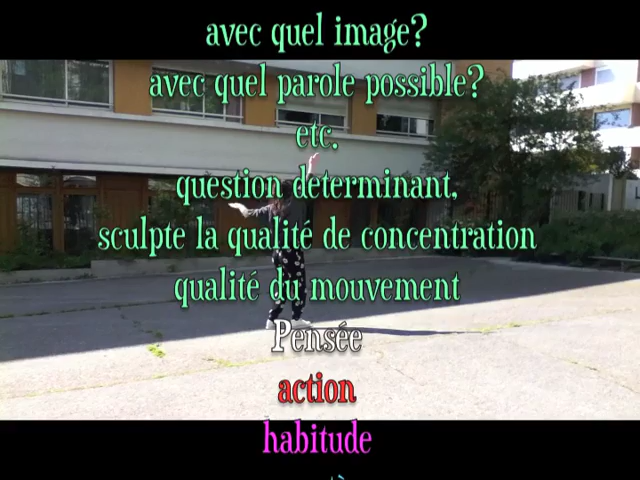 avec quel image?
avec quel parole possible?
etc.
question determinant,
sculpte la qualité de concentration
qualité du mouvement
Pensée
action
habitude